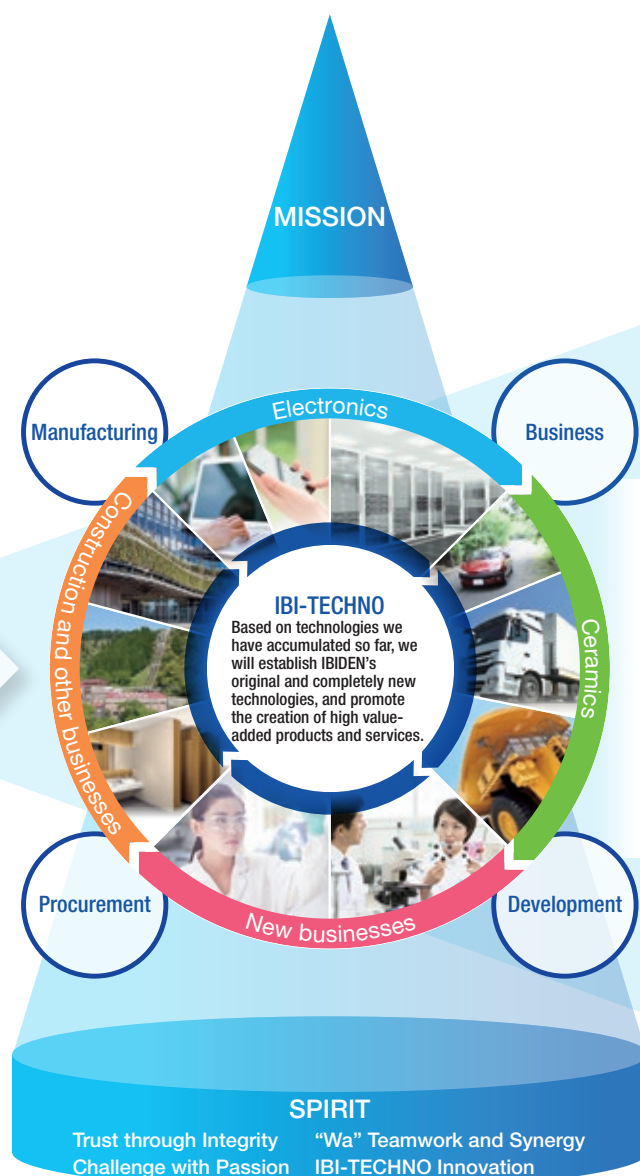 MISSION
Electronics
Manufacturing
Business
Construction and other businesses
Ceramics
IBI-TECHNO
Based on technologies we
have accumulated so far, we
will establish IBIDEN's
original and completely new
technologies, and promote
the creation of high value-
added products and services.
Procurement
Development
New businesses
SPIRIT
Trust through Integrity
“Wa” Teamwork and Synergy
Challenge with Passion
IBI-TECHNO Innovation